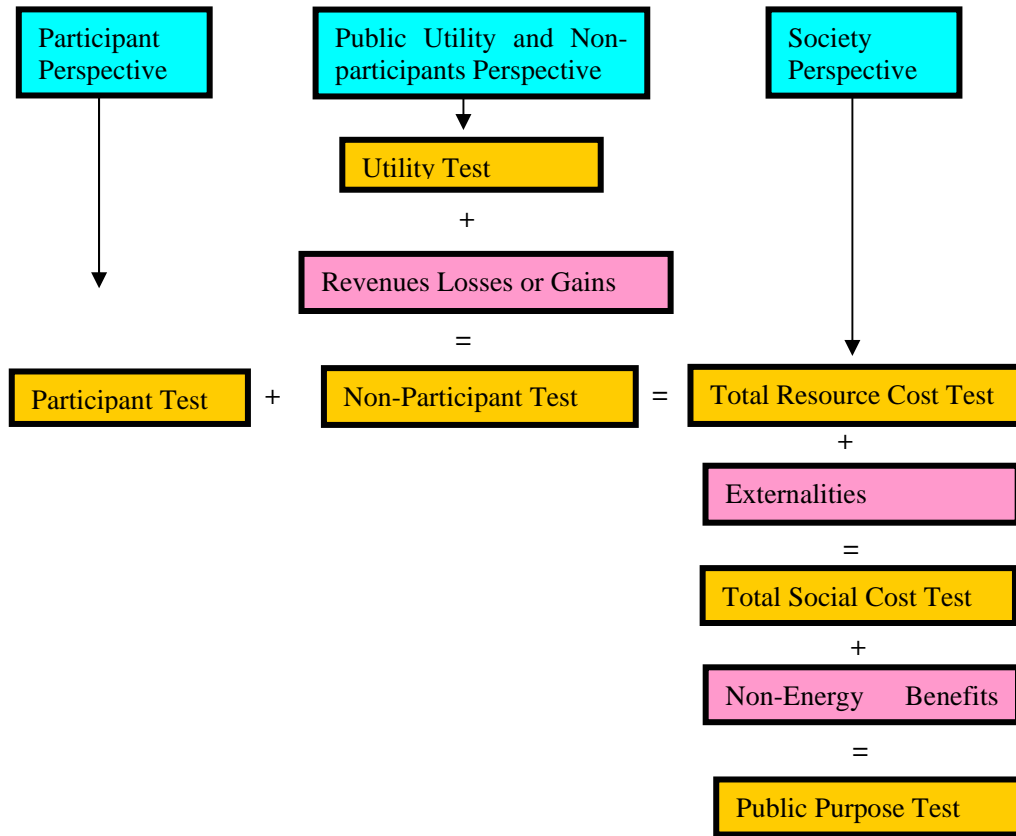 Participant
Perspective
Public Utility and Non-
participants Perspective
Society
Perspective
Utility Test
+
Revenues Losses or Gains
=
Participant Test + Non-Participant Test = Total Resource Cost Test
+
Externalities
=
Total Social Cost Test
+
Non-Energy Benefits
=
Public Purpose Test